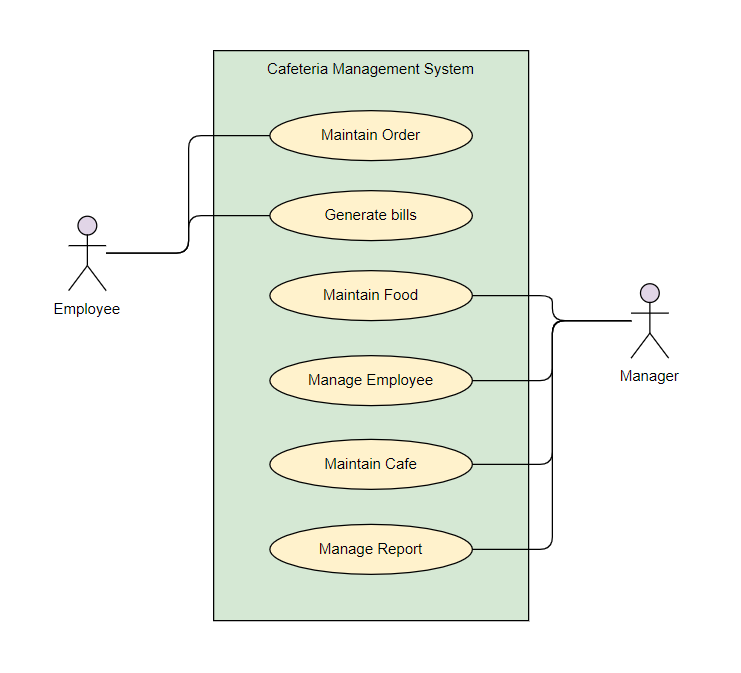 Cafeteria Management System
Maintain Order
Generate bills
Maintain Food
Employee
Manage Employee
Manager
Maintain Cafe
Manage Report